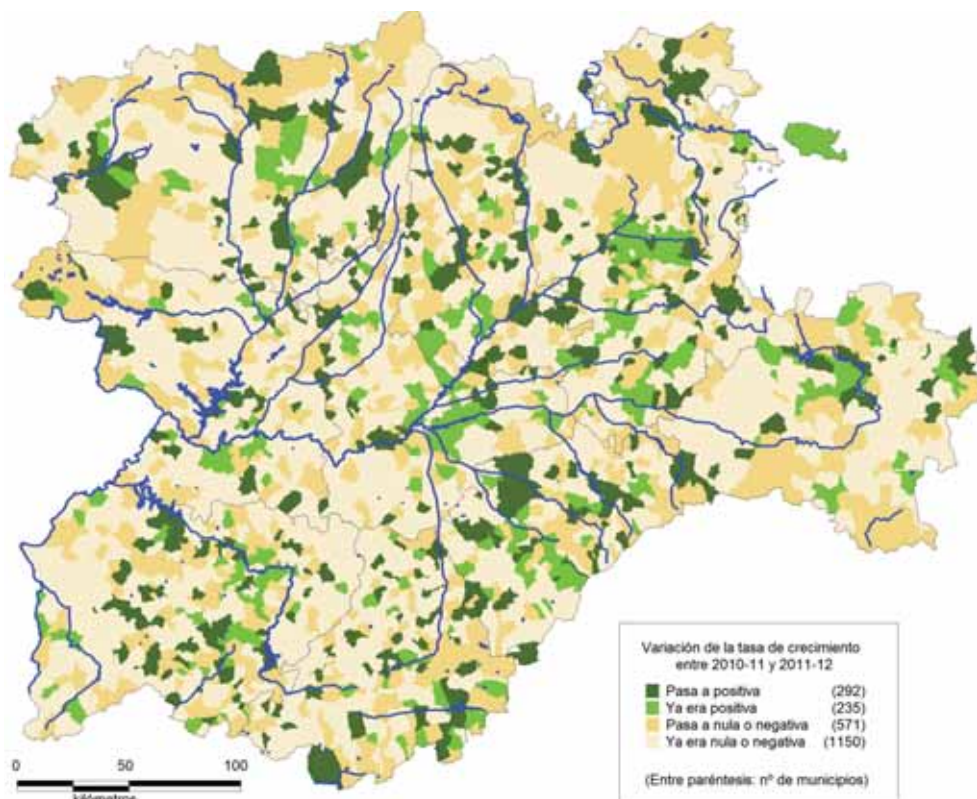 Variación de la tasa de crecimiento
entre 2010-11 y 2011-12
Pasa a positiva (292)
Ya era positiva (235)
Pasa a nula o negativa (571)
Ya era nula o negativa (1150)
(Entre paréntesis: nº de municipios)
0 50 100
kilómetros